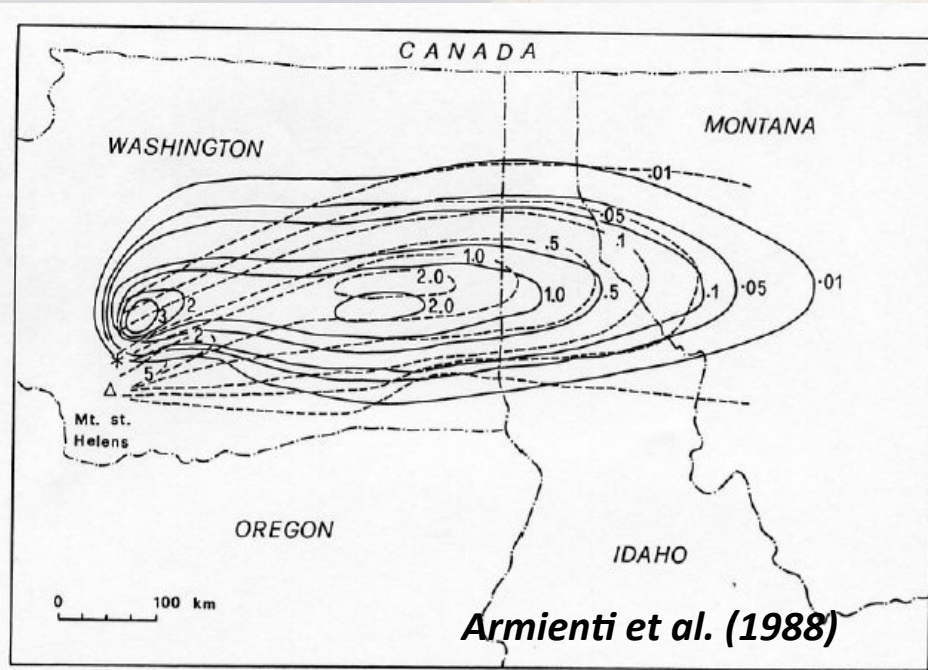 CANADA
WASHINGTON
MONTANA
.01
.05
.1
.5
1.0
2.0
2.0
1.0
.5
.1
.05
.01
3
2
2
5
Mt. st.
Helens
OREGON
IDAHO
0 100 km
Armienti et al. (1988)